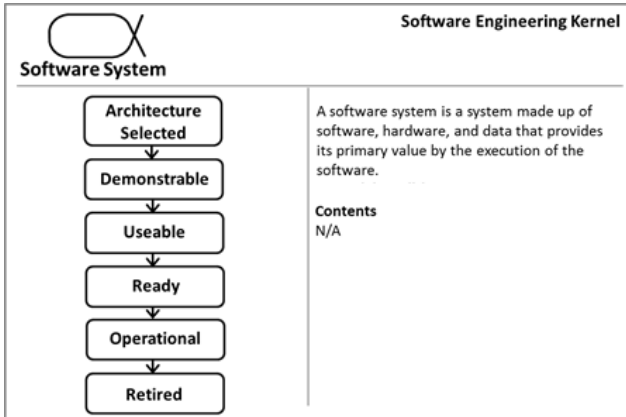 Software Engineering Kernel
Software System
Architecture
Selected
Demonstrable
Useable
Ready
Operational
Retired
A software system is a system made up of
software, hardware, and data that provides
its primary value by the execution of the
software.
Contents
N/A